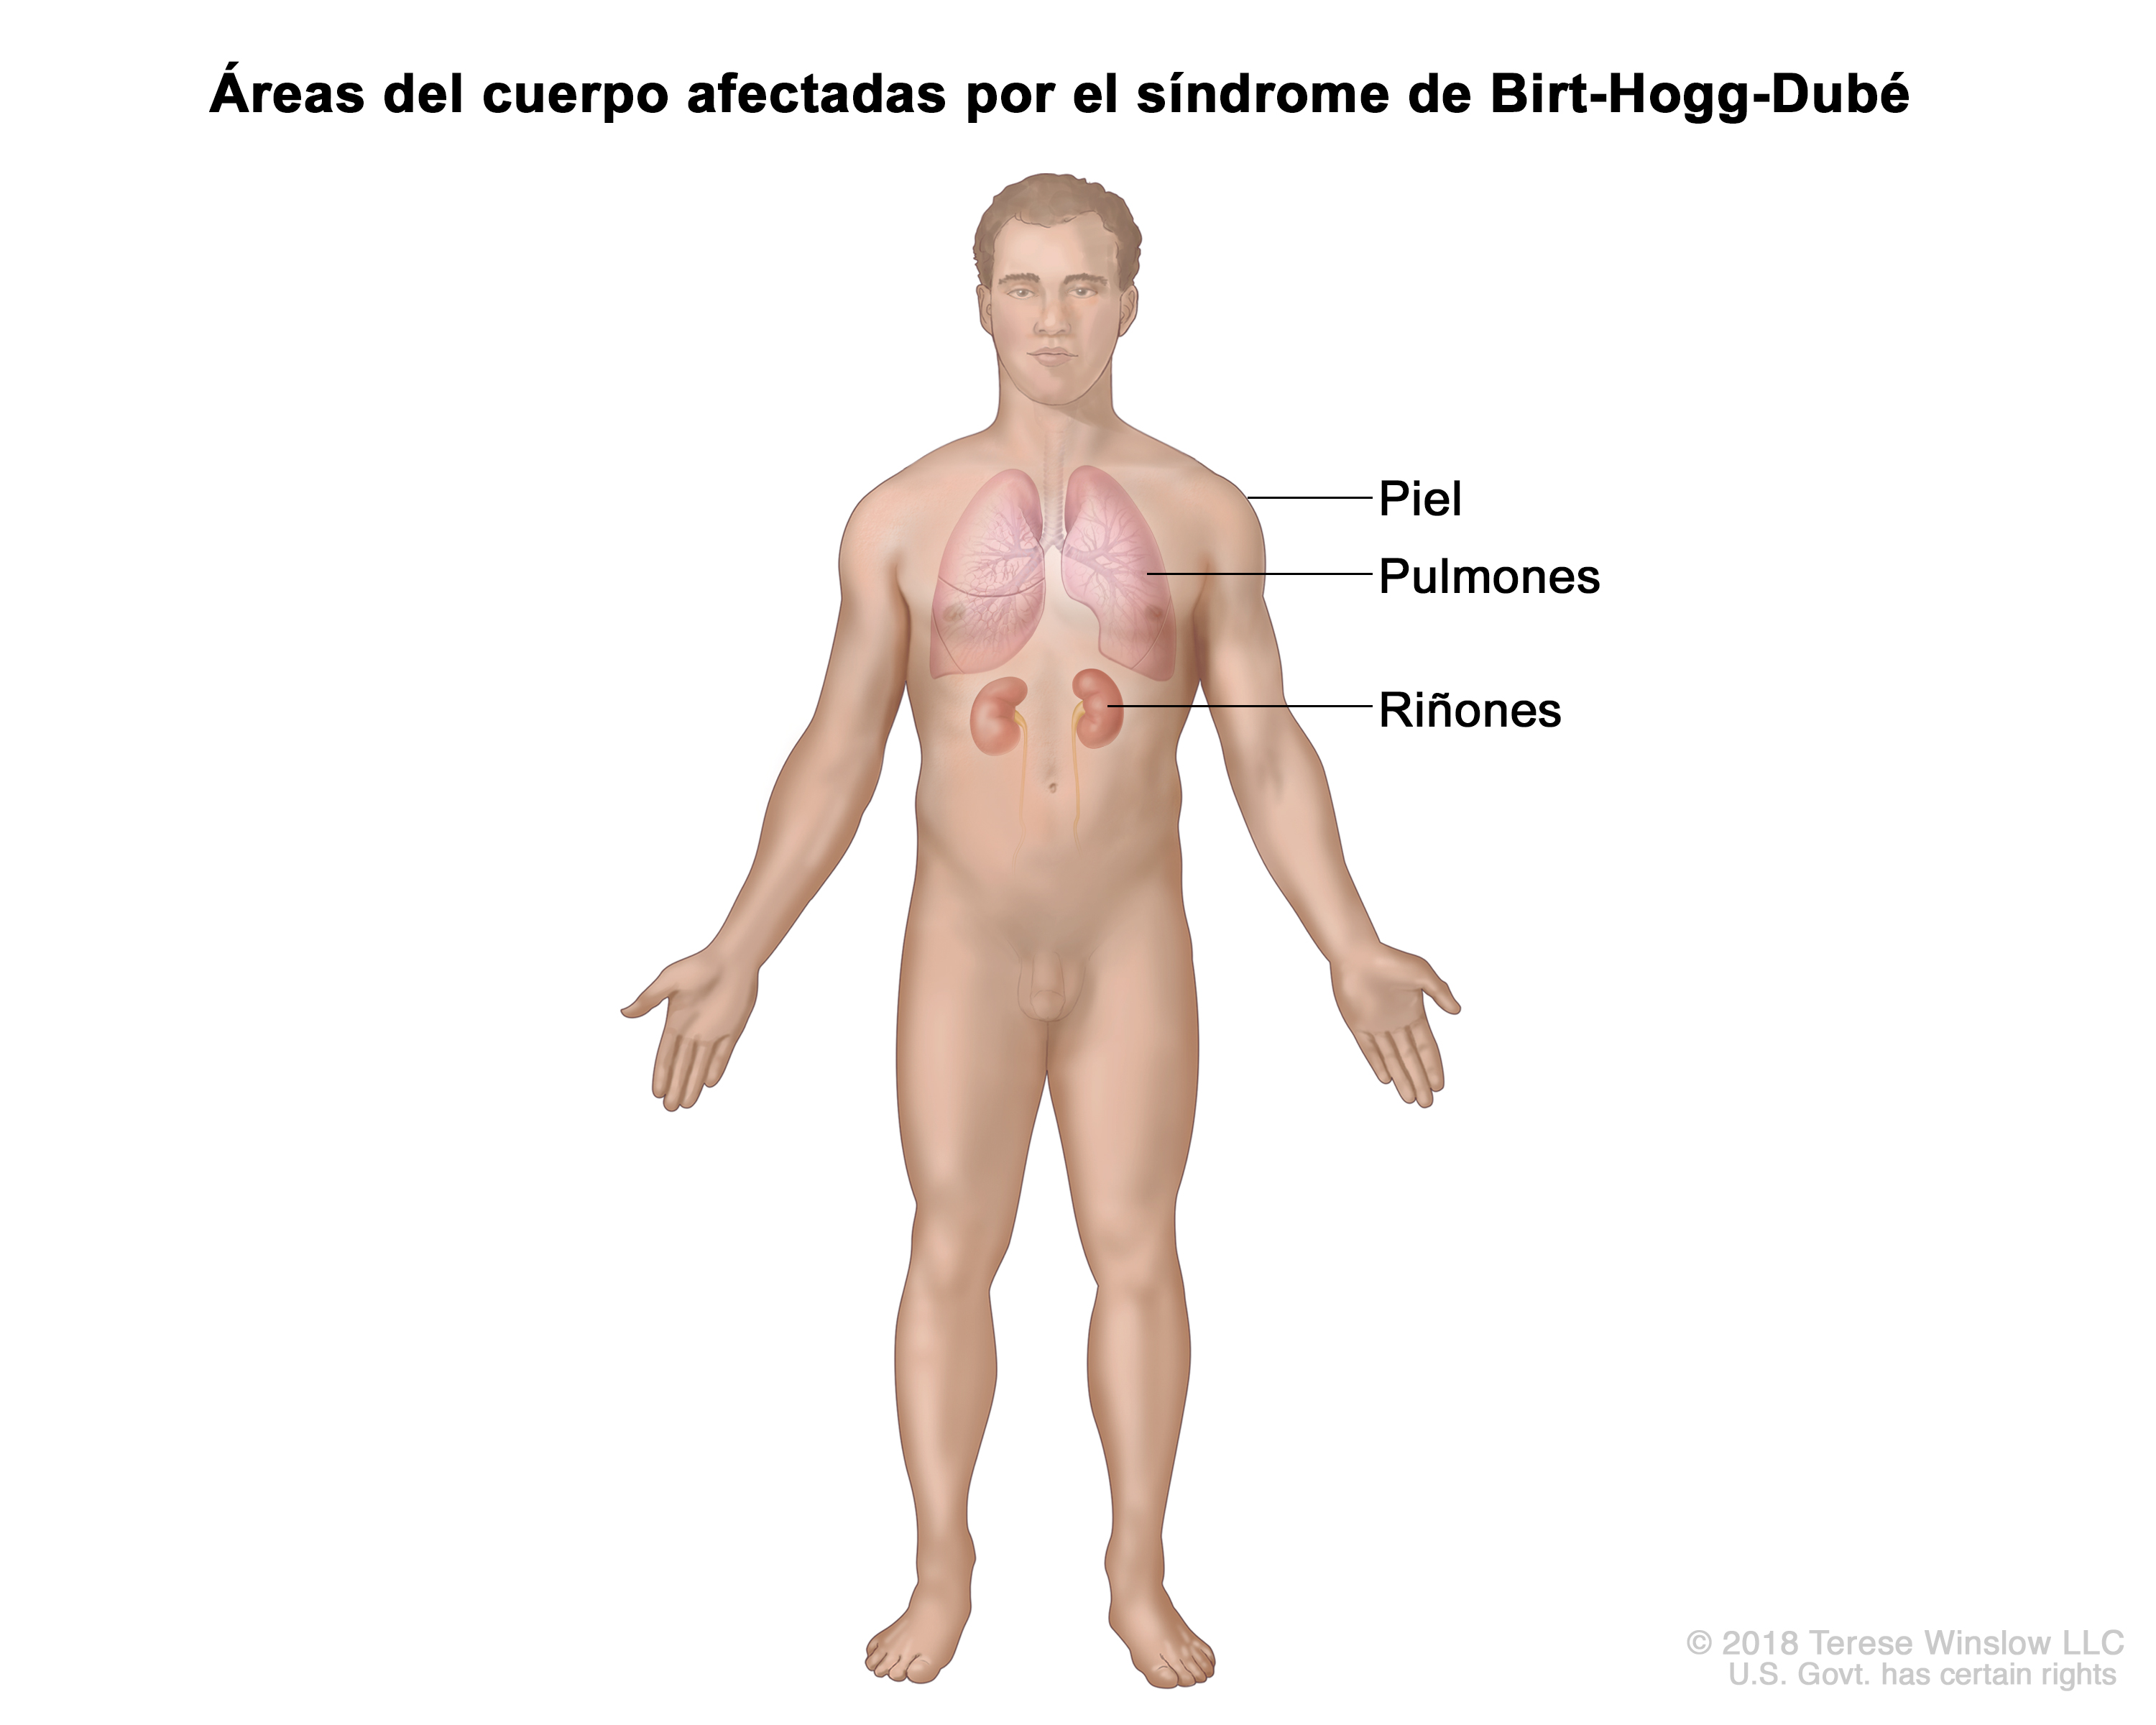 Áreas del cuerpo afectadas por el síndrome de Birt-Hogg-Dubé
Piel
Pulmones
Riñones
© 2018 Terese Winslow LLC
U.S. Govt. has certain rights